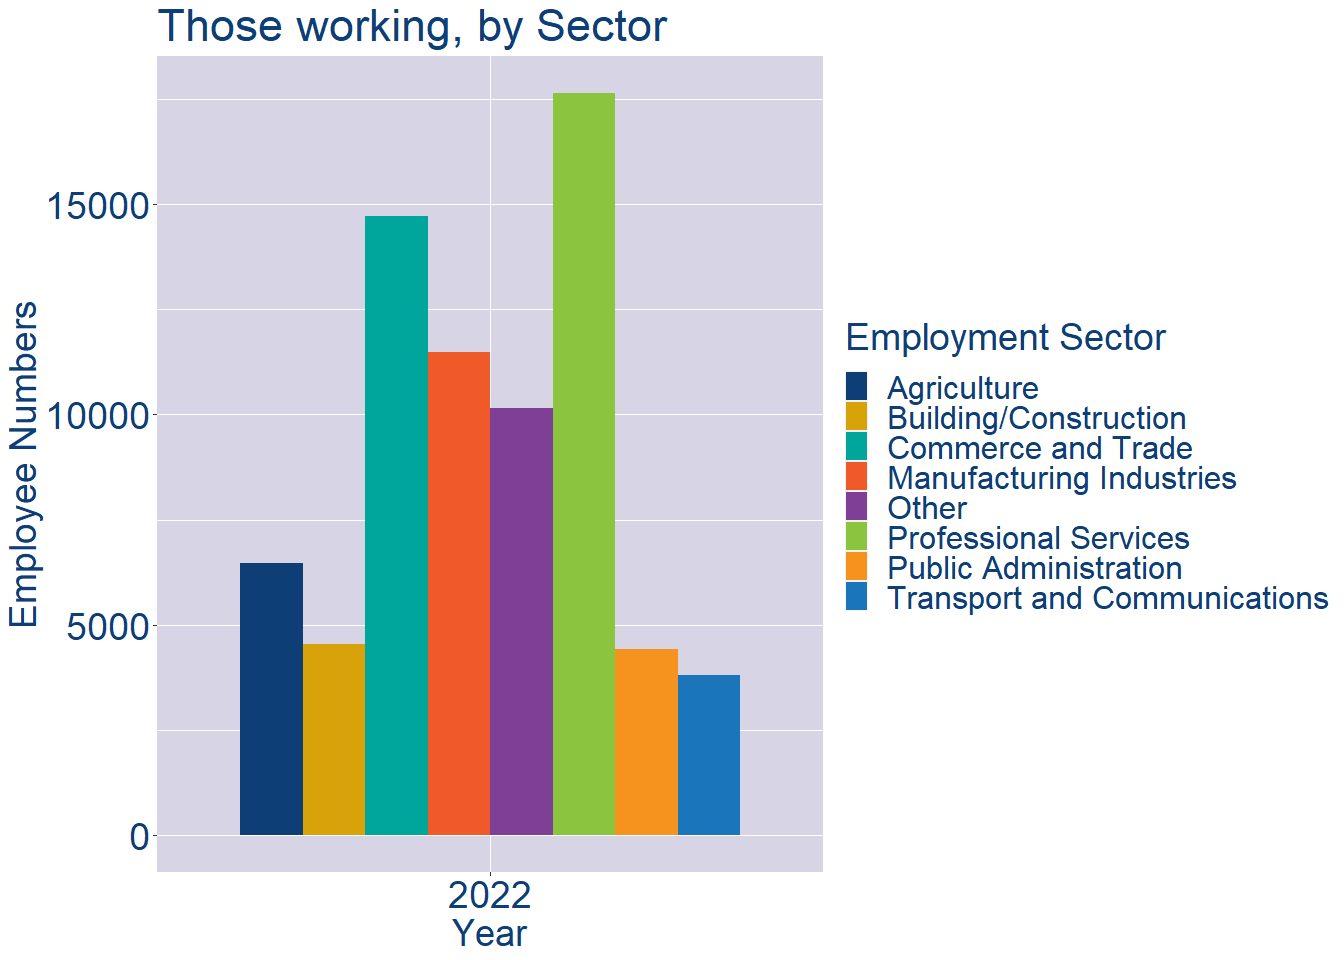 Those working, by Sector
Employee Numbers
15000
10000
5000
0
2022
Year
Employment Sector
Agriculture
Building/Construction
Commerce and Trade
Manufacturing Industries
Other
Professional Services
Public Administration
Transport and Communications